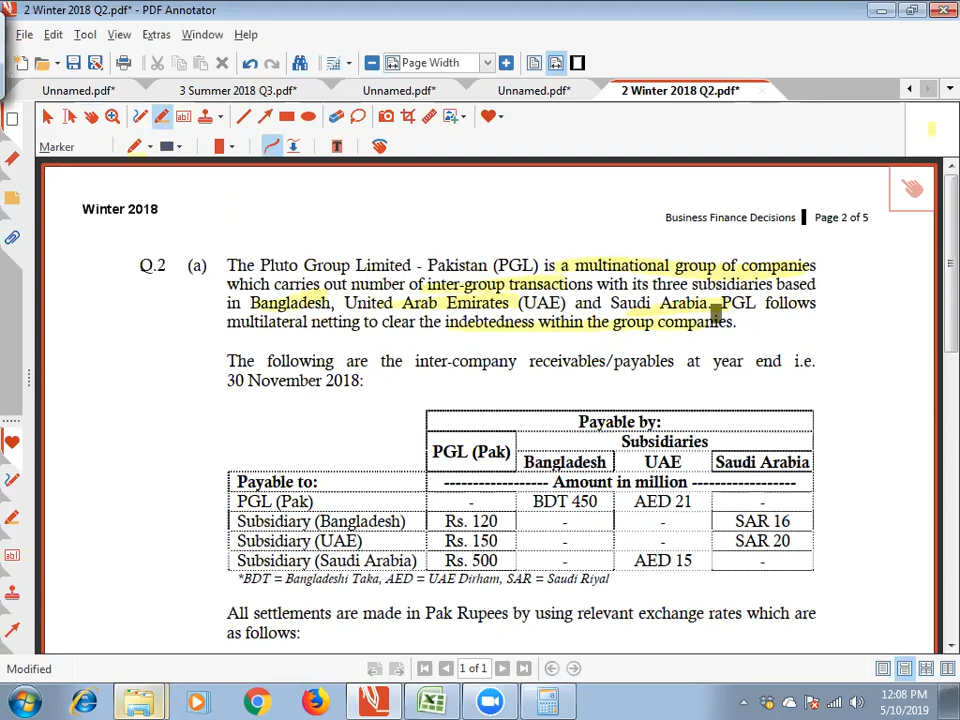 2 Winter 2018 Q2.pdf* - PDF Annotator
File Edit Tool View Extras Window Help
Page Width
Unnamed.pdf* 3 Summer 2018 Q3.pdf* Unnamed.pdf* Unnamed.pdf* 2 Winter 2018 Q2.pdf*
Marker
Winter 2018
Business Finance Decisions Page 2 of 5
Q.2 (a) The Pluto Group Limited - Pakistan (PGL) is a multinational group of companies
which carries out number of inter-group transactions with its three subsidiaries based
in Bangladesh, United Arab Emirates (UAE) and Saudi Arabia. PGL follows
multilateral netting to clear the indebtedness within the group companies.
The following are the inter-company receivables/payables at year end i.e.
30 November 2018:
Payable by:
PGL (Pak) Subsidiaries
Bangladesh UAE Saudi Arabia
Payable to: ------------------ Amount in million ------------------
PGL (Pak) - BDT 450 AED 21 -
Subsidiary (Bangladesh) Rs. 120 - - SAR 16
Subsidiary (UAE) Rs. 150 - - SAR 20
Subsidiary (Saudi Arabia) Rs. 500 - AED 15 -
*BDT = Bangladeshi Taka, AED = UAE Dirham, SAR = Saudi Riyal
All settlements are made in Pak Rupees by using relevant exchange rates which are
as follows:
Modified
1 of 1
12:08 PM
5/10/2019